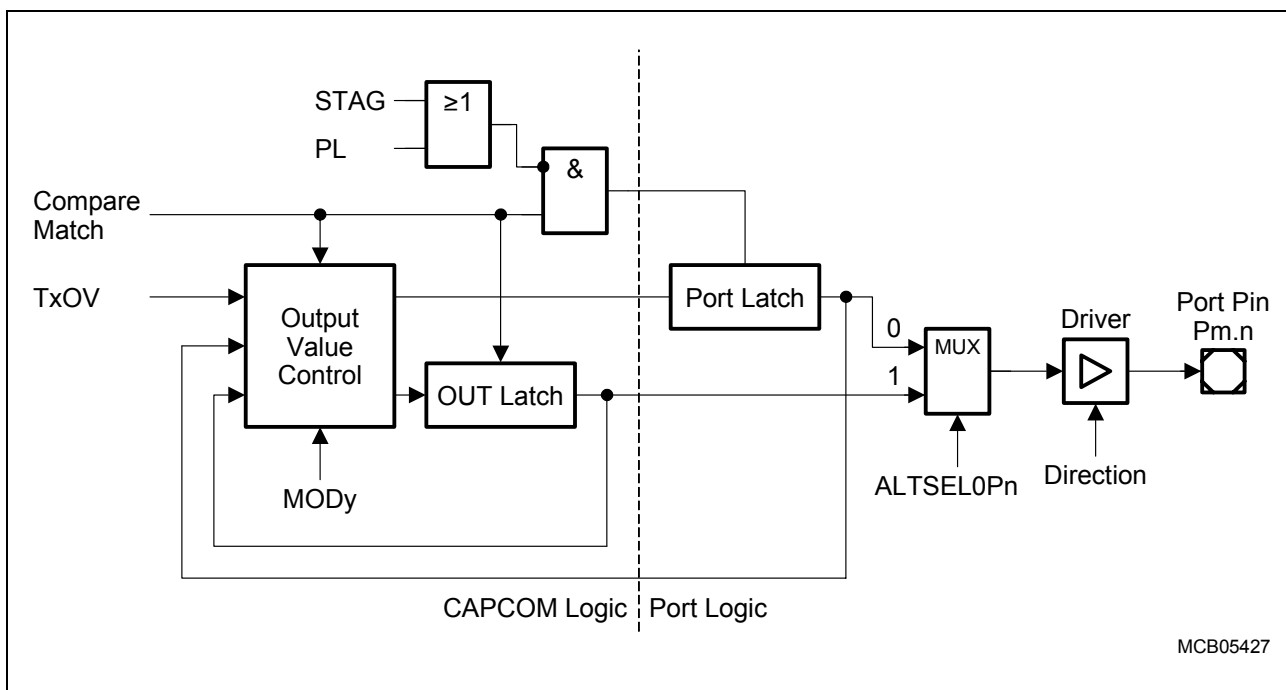 STAG
≥1
PL
&
Compare
Match
TxOV
Output
Value
Control
Port Latch
OUT Latch
MODy
0
1
MUX
ALTSEL0Pn
Driver
Direction
Port Pin
Pm.n
CAPCOM Logic
Port Logic
MCB05427